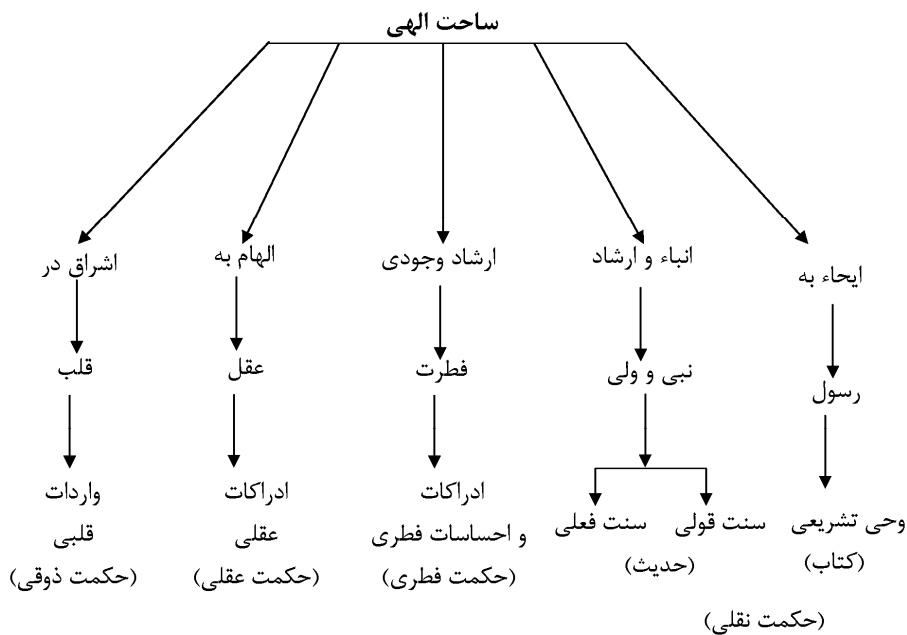 ساحت الهی
ایحاء به
انباء و ارشاد
ارشاد وجودی
الهام به
اشراق در
رسول
نبی و ولی
فطرت
عقل
قلب
وحی تشریعی
(کتاب)
سنت قولی
سنت فعلی
(حدیث)
(حکمت نقلی)
ادراکات
و احساسات فطری
(حکمت فطری)
ادراکات
عقلی
(حکمت عقلی)
واردات
قلبی
(حکمت ذوقی)